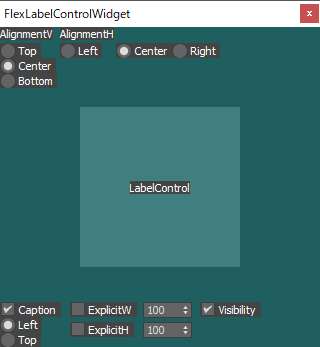 FlexLabelControlWidget x
AlignmentV AlignmentH
Top Left Center Right
Center
Bottom
LabelControl
Caption ExplicitW 100 Visibility
Left ExplicitH 100
Top